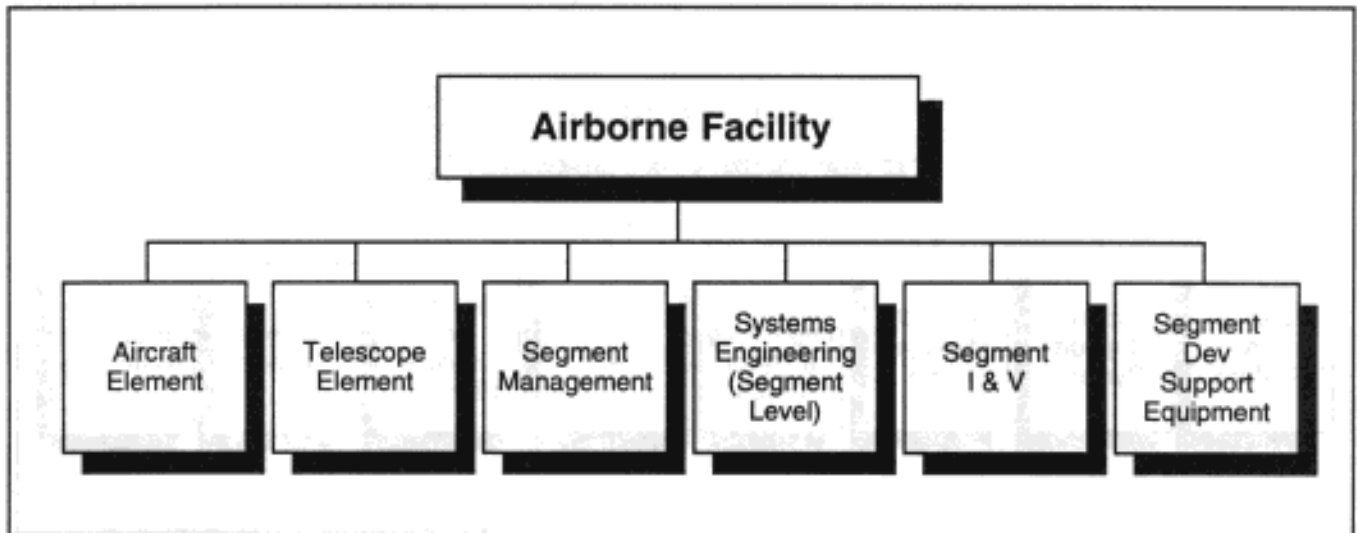 Airborne Facility
Aircraft
Element
Telescope
Element
Segment
Management
Systems
Engineering
(Segment
Level)
Segment
I & V
Segment
Dev
Support
Equipment